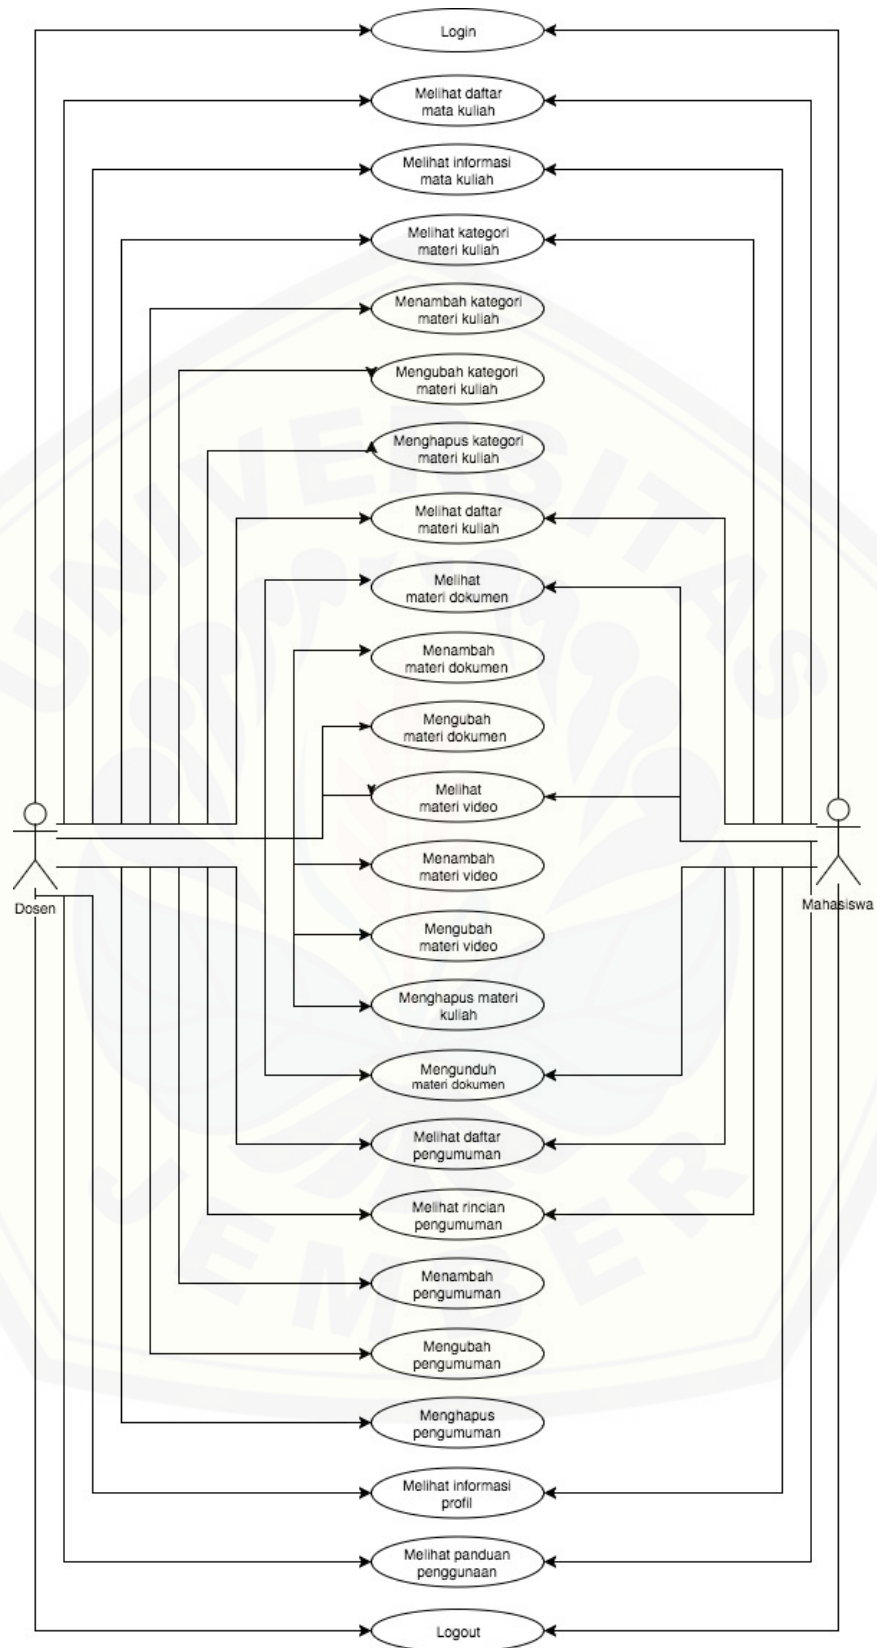 Login
Melihat daftar
mata kuliah
Melihat informasi
mata kuliah
Melihat kategori
materi kuliah
Menambah kategori
materi kuliah
Mengubah kategori
materi kuliah
Menghapus kategori
materi kuliah
Melihat daftar
materi kuliah
Melihat
materi dokumen
Menambah
materi dokumen
Mengubah
materi dokumen
Melihat
materi video
Menambah
materi video
Dosen
Mahasiswa
Mengubah
materi video
Menghapus materi
kuliah
Mengunduh
materi dokumen
Melihat daftar
pengumuman
Melihat rincian
pengumuman
Menambah
pengumuman
Mengubah
pengumuman
Menghapus
pengumuman
Melihat informasi
profil
Melihat panduan
penggunaan
Logout
UNIVERSITAS
JEMBER